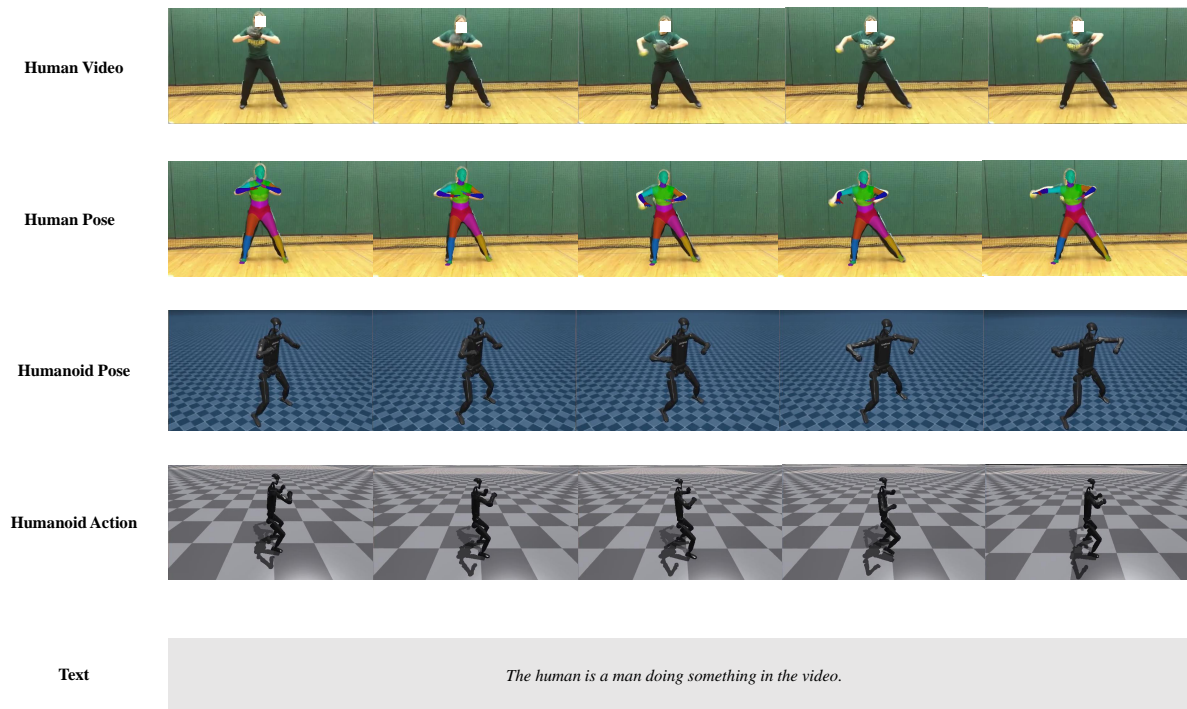 Human Video
Human Pose
Humanoid Pose
Humanoid Action
Text
The human is a man doing something in the video.